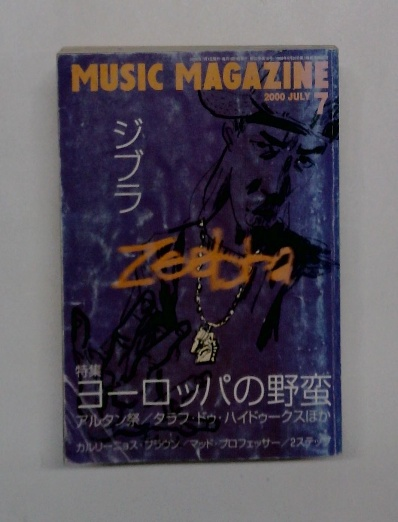 MUSIC MAGAZINE
2000 JULY 7
ジブラ
Zeebra
特集
ヨーロッパの野蛮
アルタン祭/タラフ・ドゥ・ハイドゥークスほか
カルリーニョス・ブラウン/マッド・プロフェッサー/2ステップ